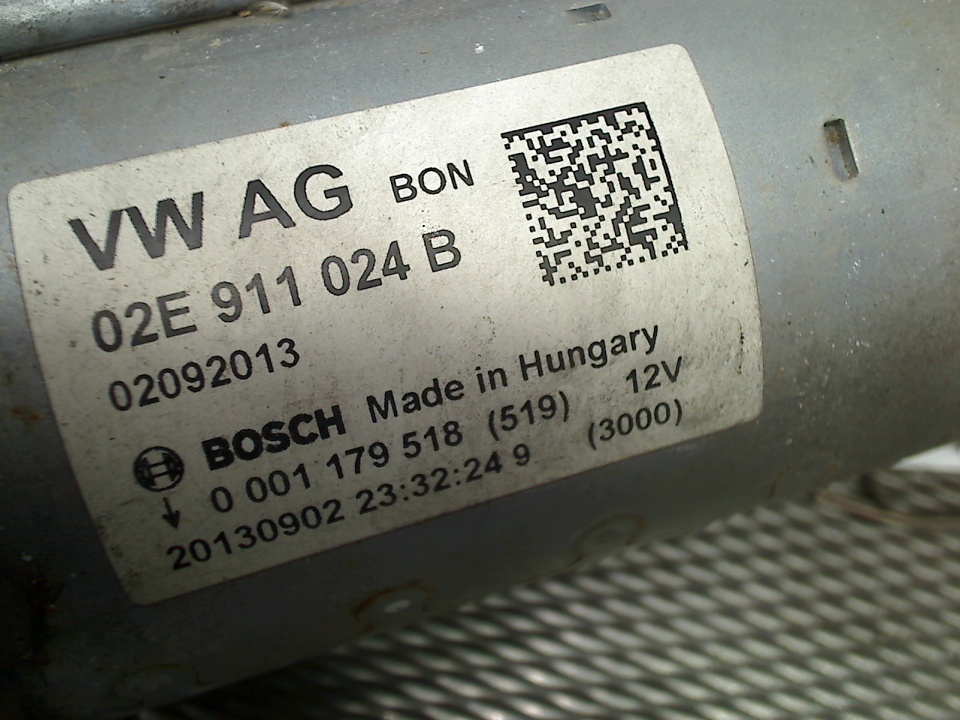 VW AG BON
02E 911 024 B
02092013
BOSCH Made in Hungary
0 001 179 518 (519) 12V
20130902 23:32:24 9 (3000)